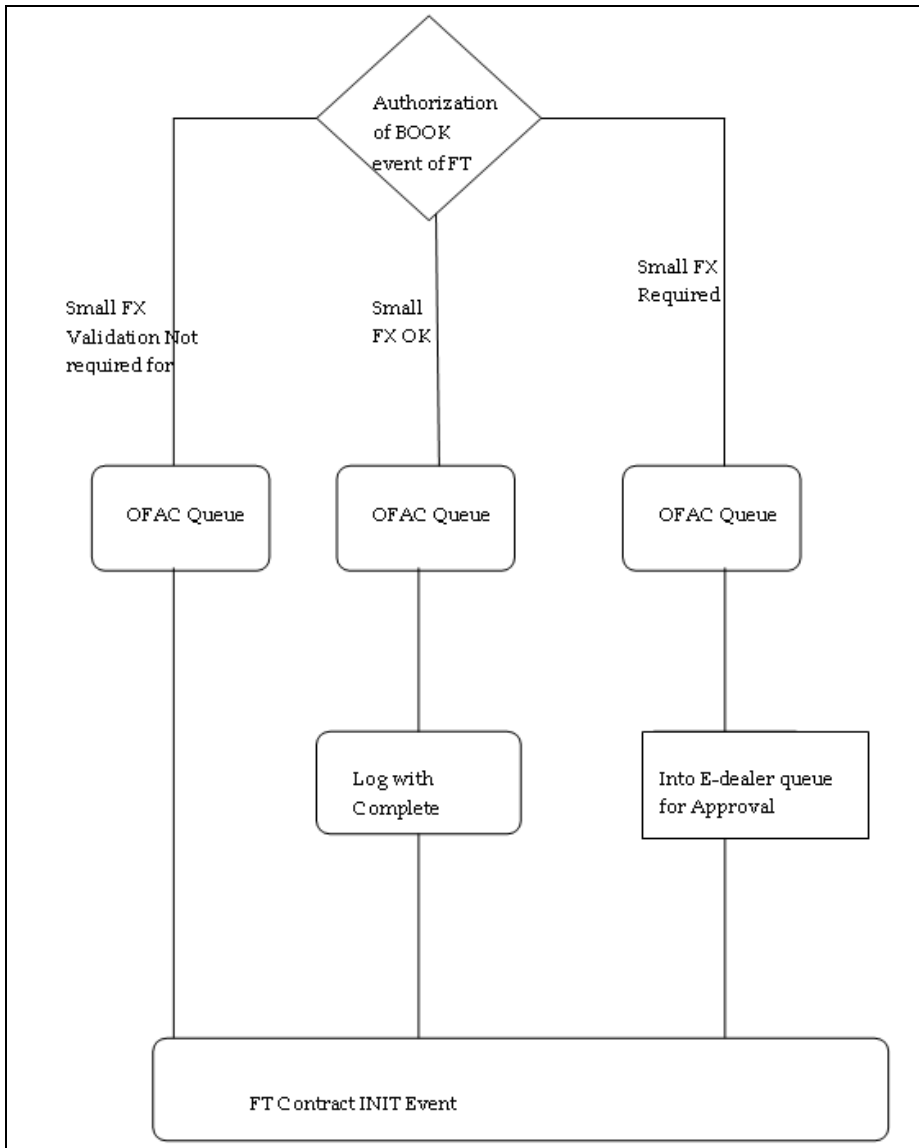 Authorization
of BOOK
event of FT
Small FX
Validation Not
required for
Small
FX OK
Small FX
Required
OFAC Queue
OFAC Queue
OFAC Queue
Log with
Complete
Into E-dealer queue
for Approval
FT Contract INIT Event